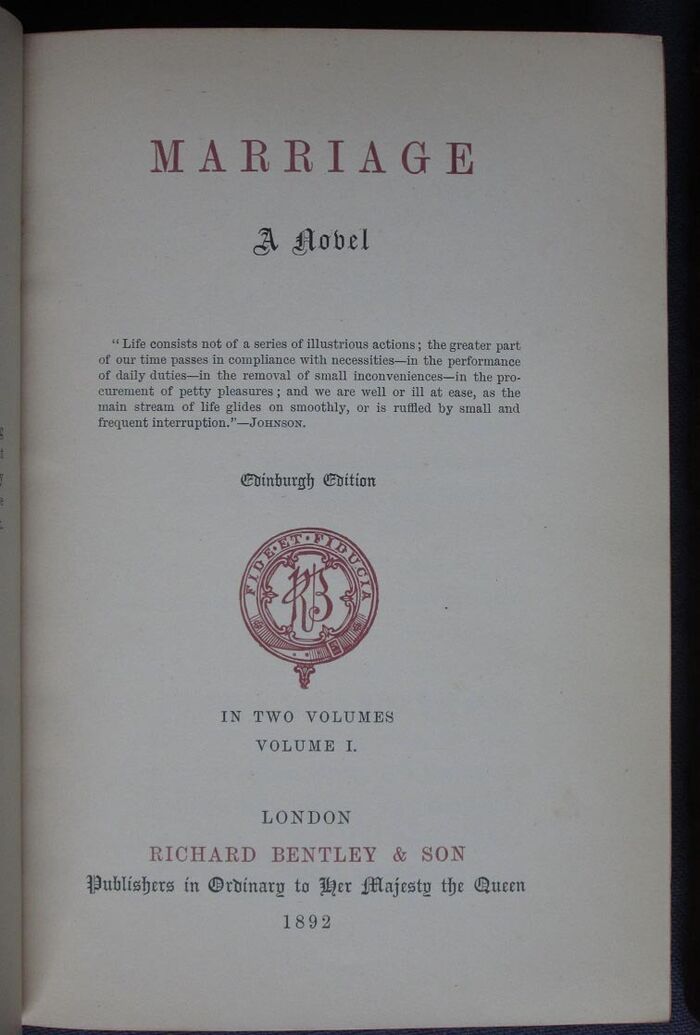 MARRIAGE
A Novel
"Life consists not of a series of illustrious actions; the greater part
of our time passes in compliance with necessities—in the performance
of daily duties—in the removal of small inconveniences—in the pro-
curement of petty pleasures; and we are well or ill at ease, as the
main stream of life glides on smoothly, or is ruffled by small and
frequent interruption."—JOHNSON.
Edinburgh Edition
FIDE·ET·FIDUCIA
RB
IN TWO VOLUMES
VOLUME I.
LONDON
RICHARD BENTLEY & SON
Publishers in Ordinary to Her Majesty the Queen
1892